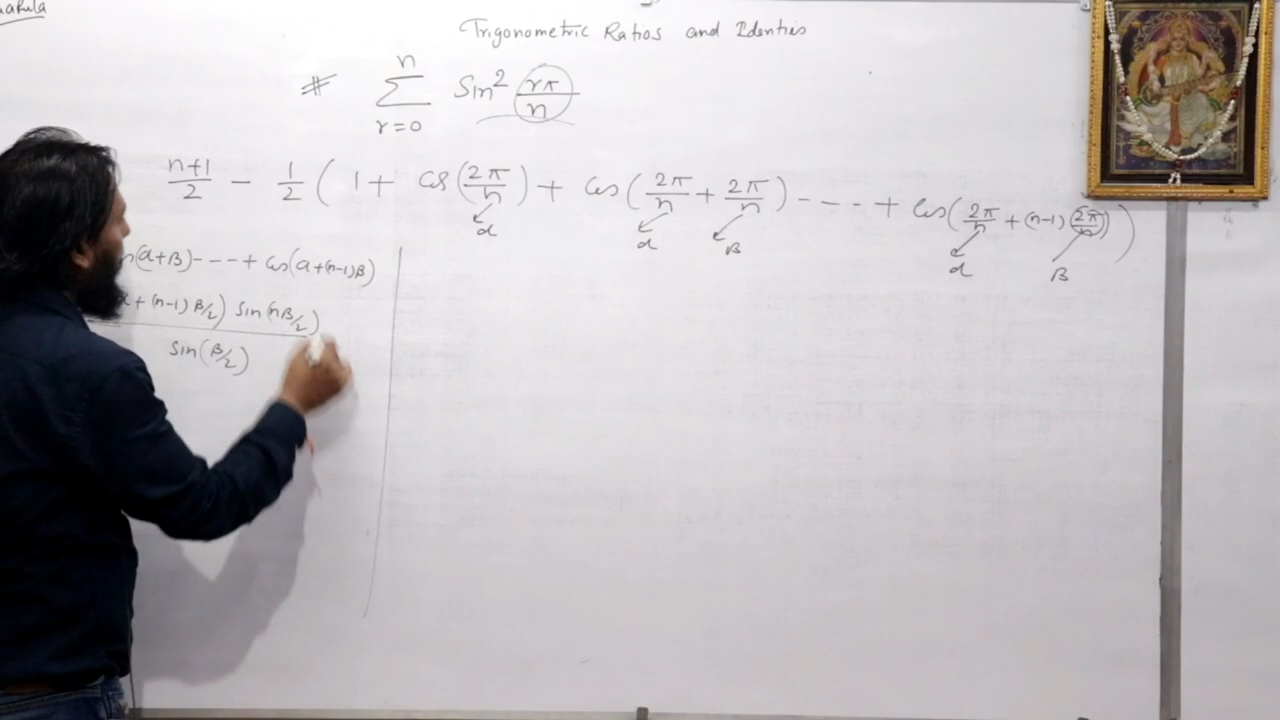 Trigonometric Ratios and Identies
# n∑r=0 Sin² rπ/n
n+1/2 - 1/2 ( 1 + cos(2π/n) + cos(2π/n + 2π/n) - - - - + cos(2π/n + (n-1)(2π/n)) )
α α β α β
(α+β) - - - + cos(α+(n-1)β)
+ (n-1)β/2) sin(nβ/2)
sin(β/2)